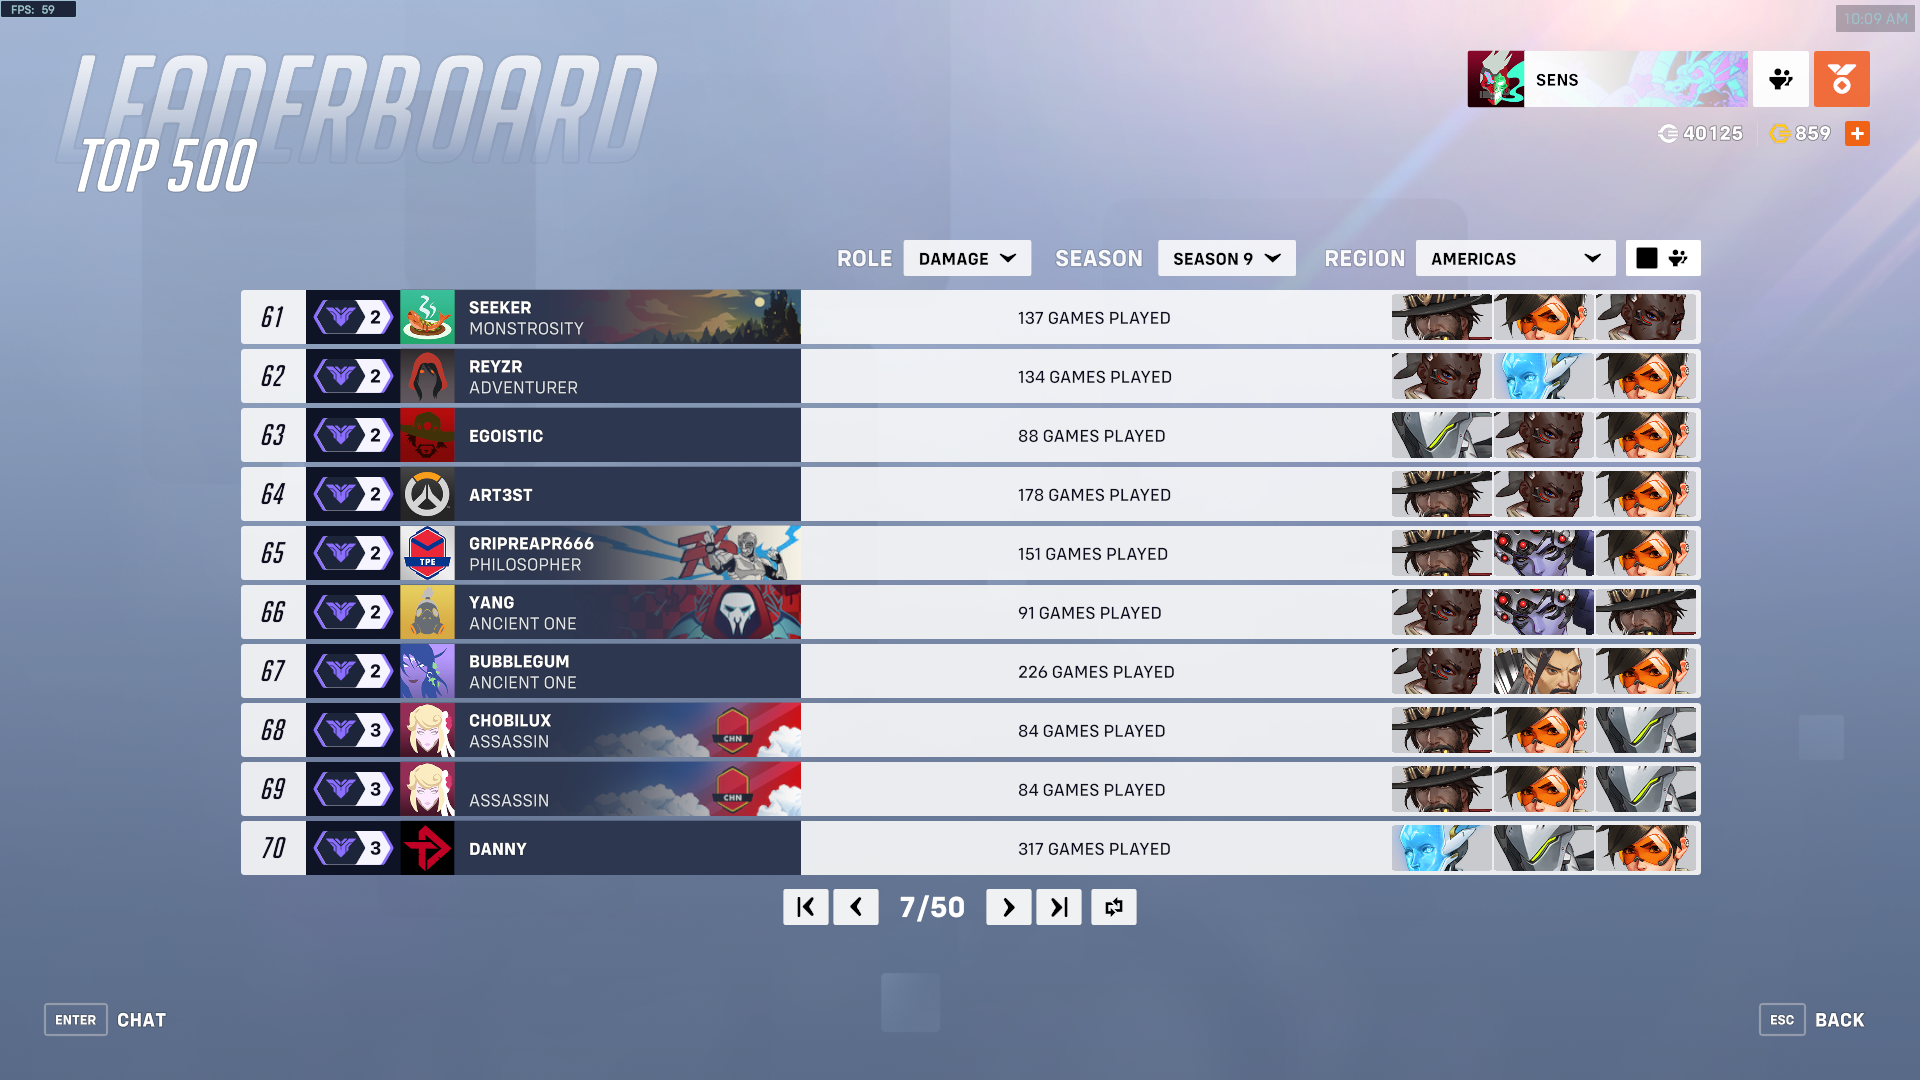 FPS: 59
10:09 AM
LEADERBOARD
TOP 500
SENS
40125
859
ROLE DAMAGE SEASON SEASON 9 REGION AMERICAS
61 2 SEEKER MONSTROSITY 137 GAMES PLAYED
62 2 REYZR ADVENTURER 134 GAMES PLAYED
63 2 EGOISTIC 88 GAMES PLAYED
64 2 ART3ST 178 GAMES PLAYED
65 2 TPE GRIPREAPR666 PHILOSOPHER 151 GAMES PLAYED
66 2 YANG ANCIENT ONE 91 GAMES PLAYED
67 2 BUBBLEGUM ANCIENT ONE 226 GAMES PLAYED
68 3 CHOBILUX ASSASSIN CHN 84 GAMES PLAYED
69 3 ASSASSIN CHN 84 GAMES PLAYED
70 3 DANNY 317 GAMES PLAYED
7/50
ENTER CHAT
ESC BACK